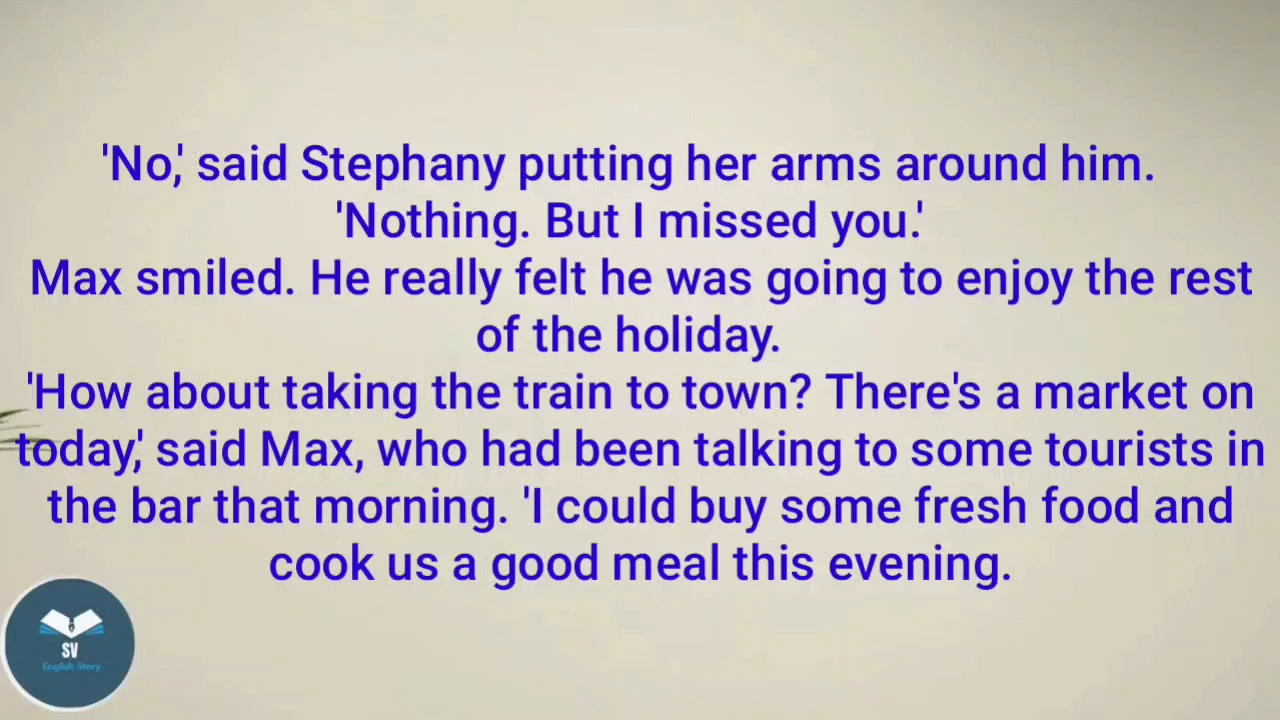 'No,' said Stephany putting her arms around him.
'Nothing. But I missed you.'
Max smiled. He really felt he was going to enjoy the rest
of the holiday.
'How about taking the train to town? There's a market on
today,' said Max, who had been talking to some tourists in
the bar that morning. 'I could buy some fresh food and
cook us a good meal this evening.
SV
English Story